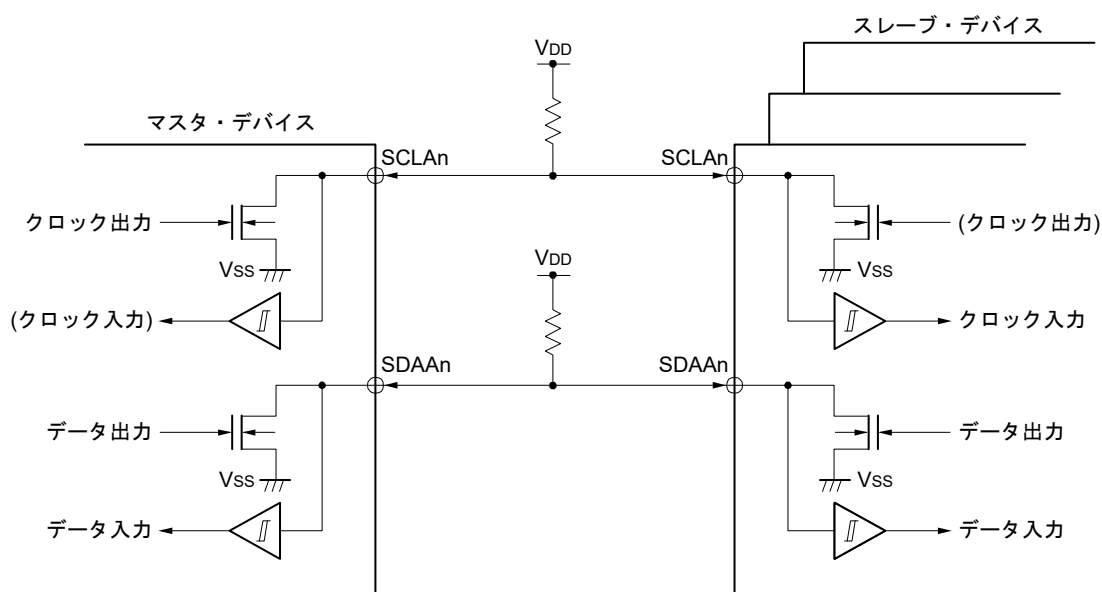 スレーブ・デバイス
VDD
マスタ・デバイス
SCLAn
SCLAn
クロック出力
(クロック出力)
VSS
VSS
VDD
(クロック入力)
クロック入力
SDAAn
SDAAn
データ出力
データ出力
VSS
VSS
データ入力
データ入力